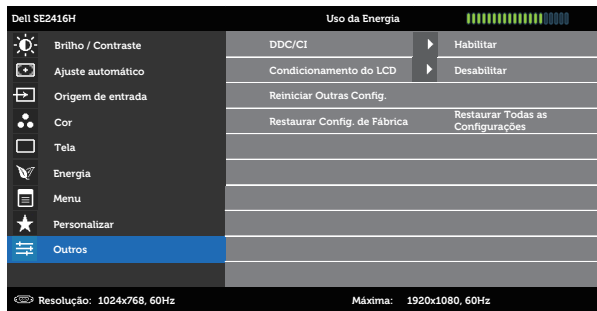 Dell SE2416H Uso da Energia
Brilho / Contraste DDC/CI Habilitar
Ajuste automático Condicionamento do LCD Desabilitar
Origem de entrada Reiniciar Outras Config.
Cor Restaurar Config. de Fábrica Restaurar Todas as
Configurações
Tela
Energia
Menu
Personalizar
Outros
Resolução: 1024x768, 60Hz Máxima: 1920x1080, 60Hz